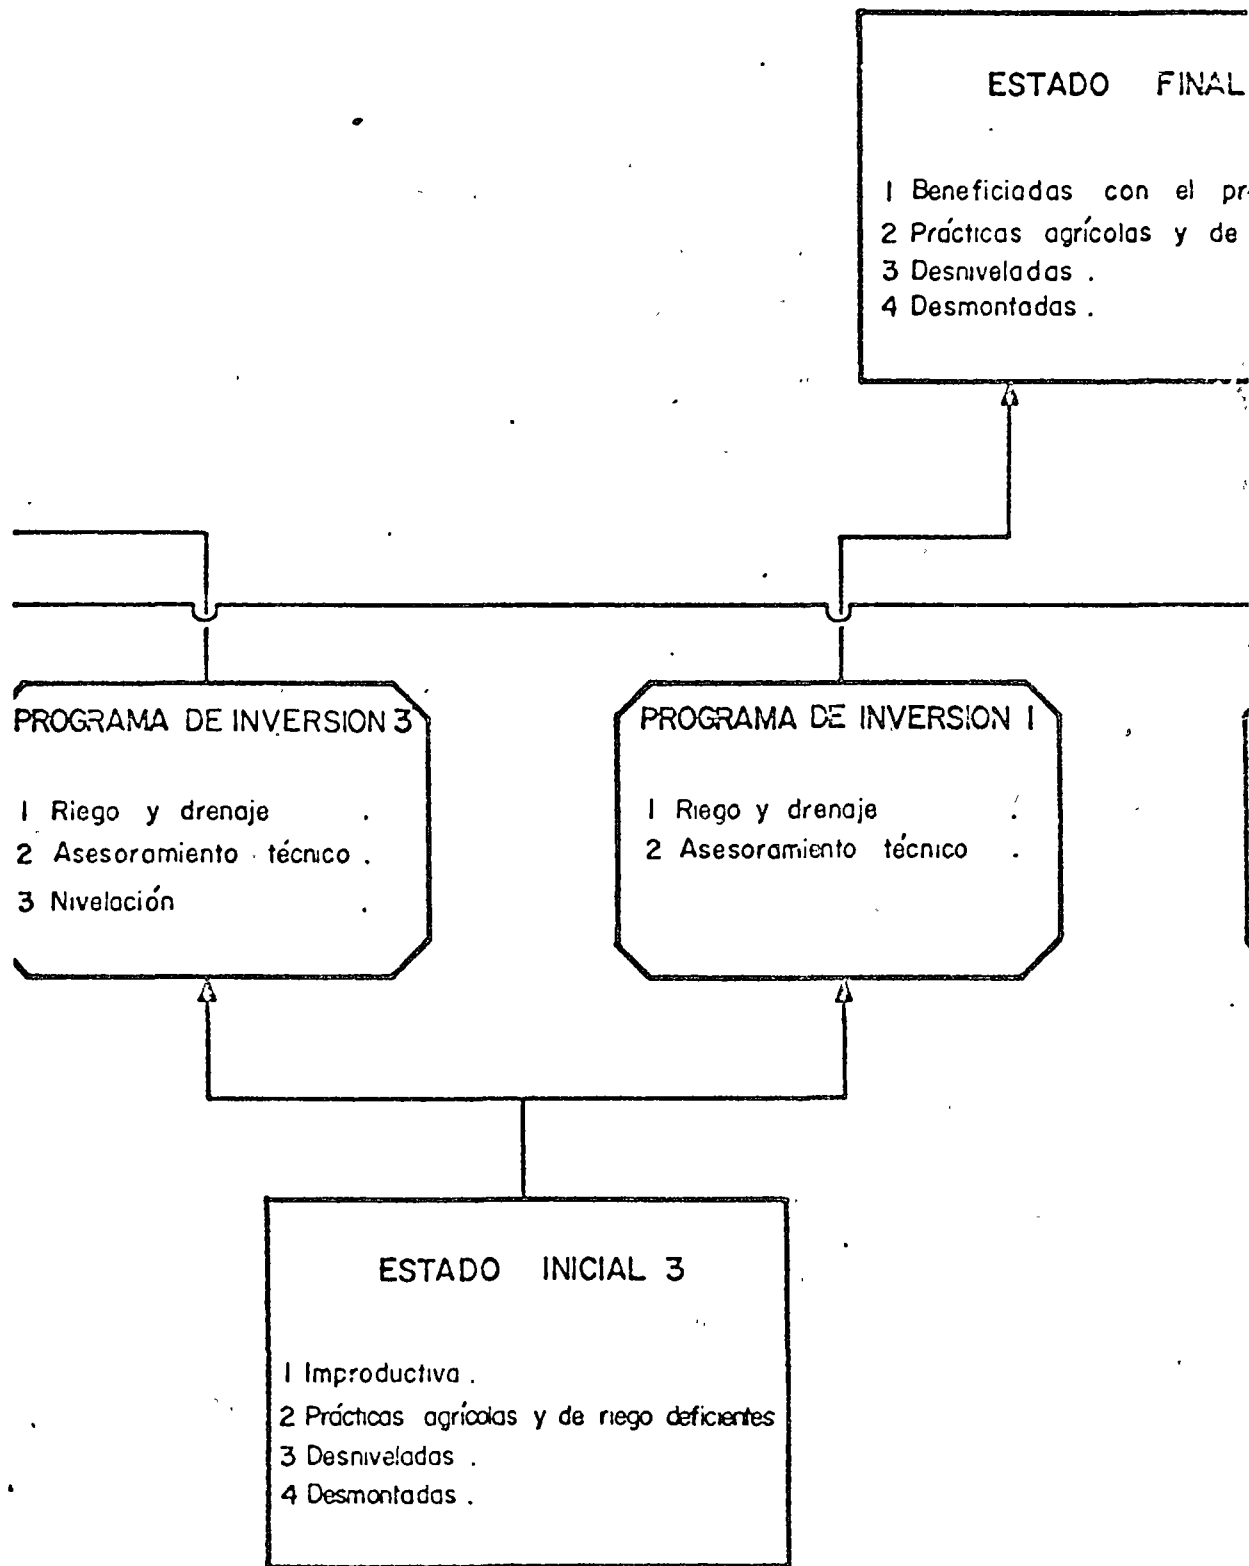 ESTADO FINAL
1 Beneficiadas con el
2 Prácticas agrícolas y de
3 Desniveladas .
4 Desmontadas .
PROGRAMA DE INVERSION 3
1 Riego y drenaje .
2 Asesoramiento técnico .
3 Nivelación .
PROGRAMA DE INVERSION 1
1 Riego y drenaje .
2 Asesoramiento técnico .
ESTADO INICIAL 3
1 Improductiva .
2 Prácticas agrícolas y de riego deficientes
3 Desniveladas .
4 Desmontadas .